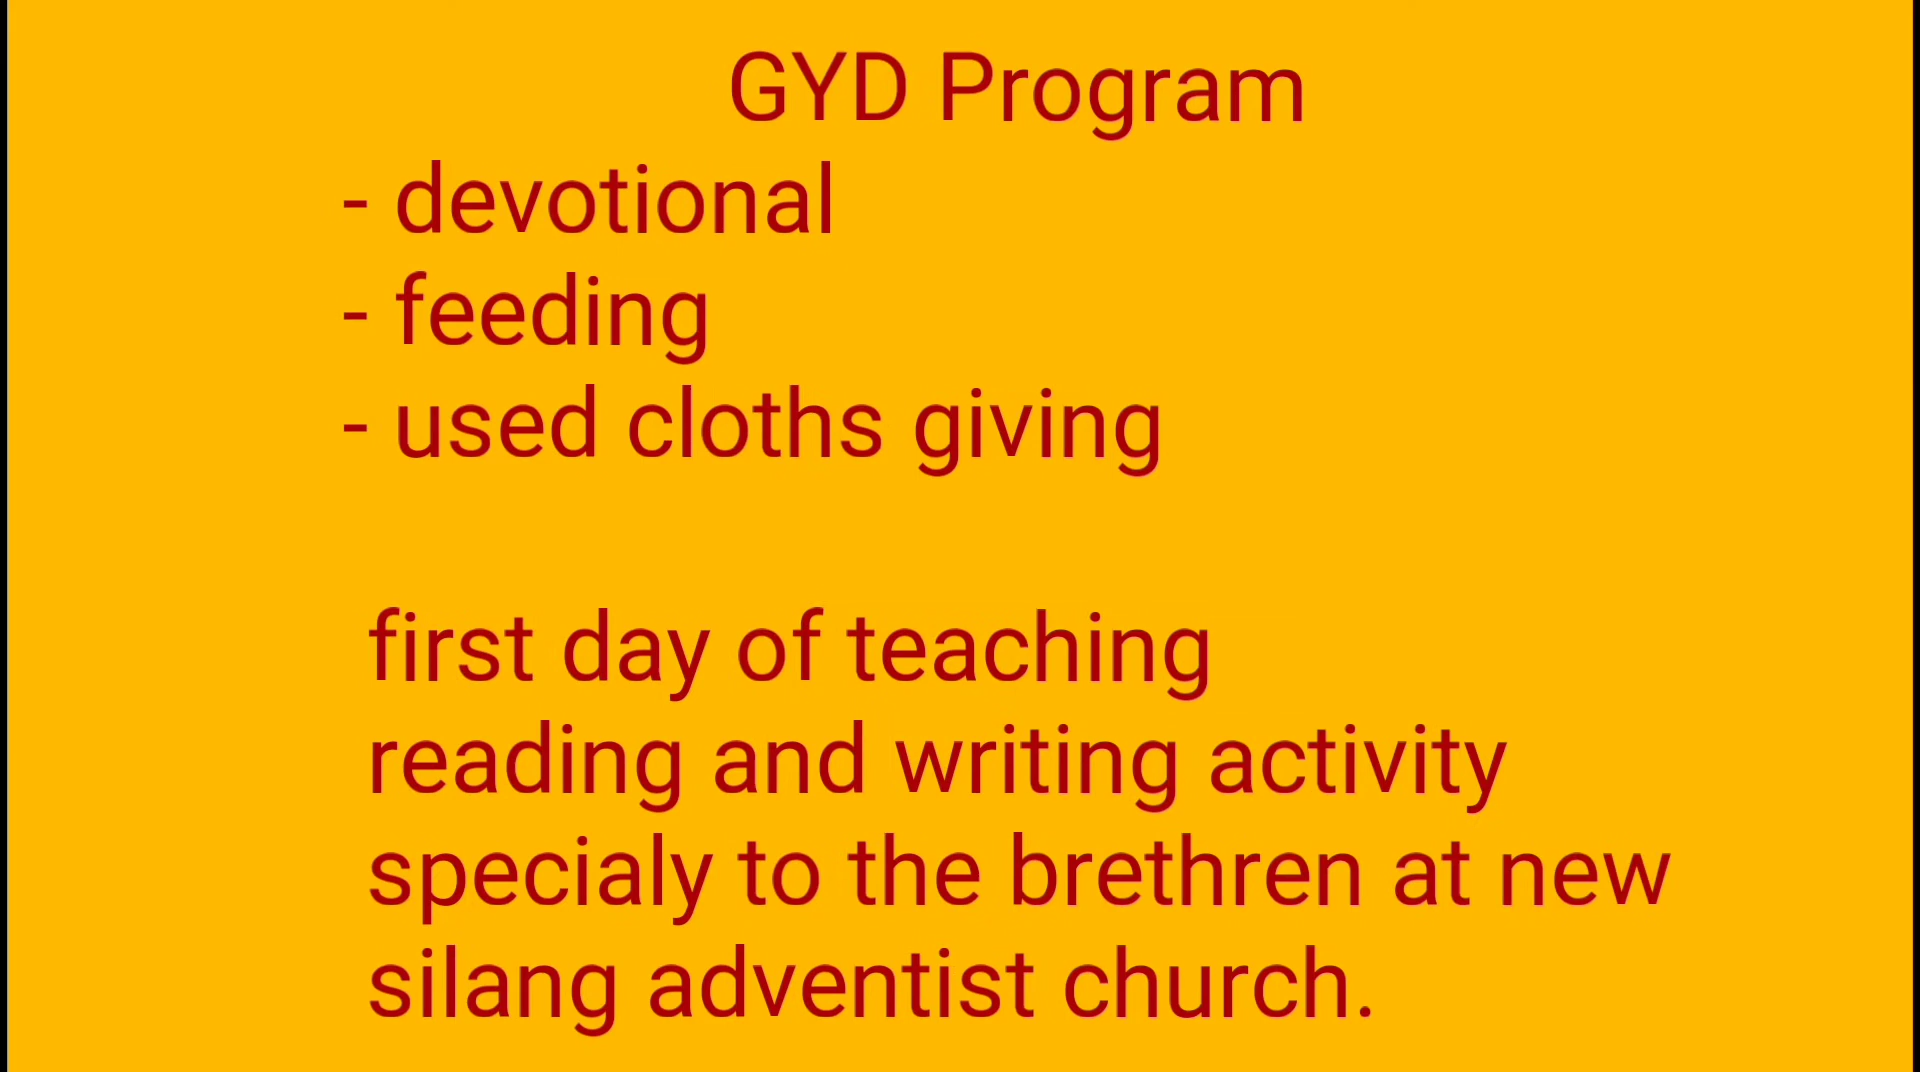 GYD Program
- devotional
- feeding
- used cloths giving
first day of teaching
reading and writing activity
specialy to the brethren at new
silang adventist church.